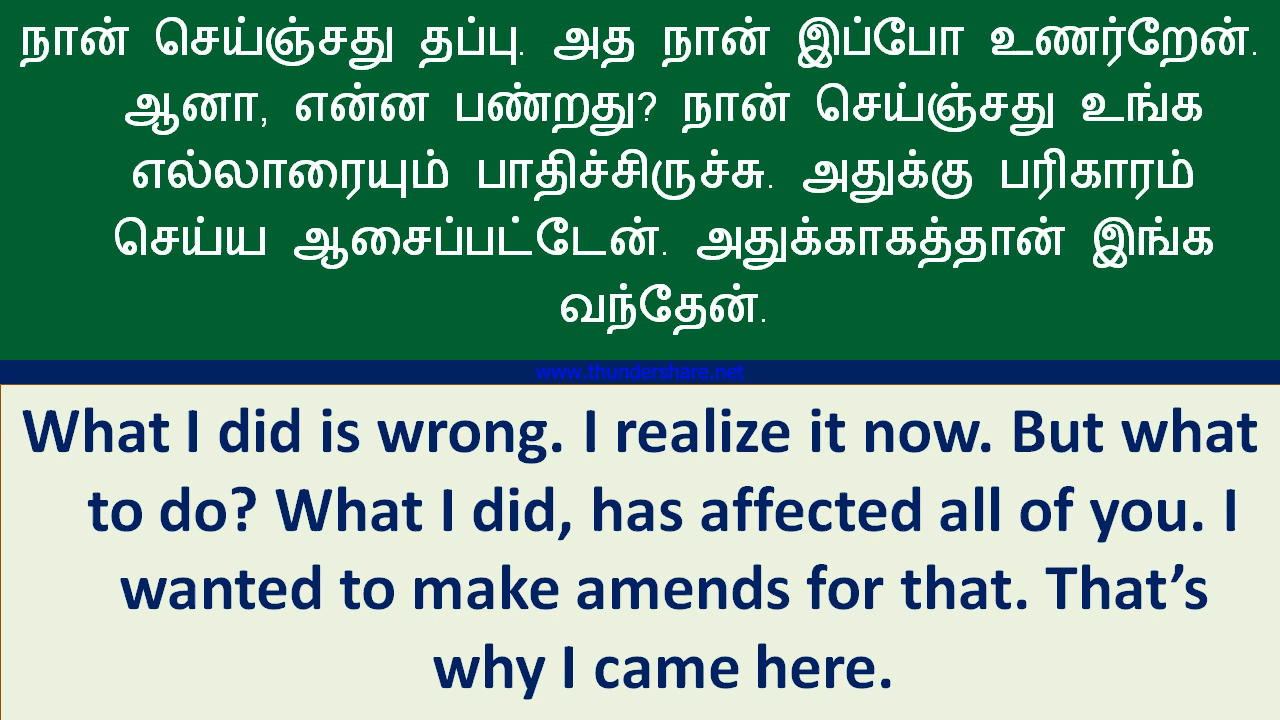 நான் செய்ஞ்சது தப்பு. அத நான் இப்போ உணர்றேன்.
ஆனா, என்ன பண்றது? நான் செய்ஞ்சது உங்க
எல்லாரையும் பாதிச்சிருச்சு. அதுக்கு பரிகாரம்
செய்ய ஆசைப்பட்டேன். அதுக்காகத்தான் இங்க
வந்தேன்.
www.thundershare.net
What I did is wrong. I realize it now. But what
to do? What I did, has affected all of you. I
wanted to make amends for that. That’s
why I came here.